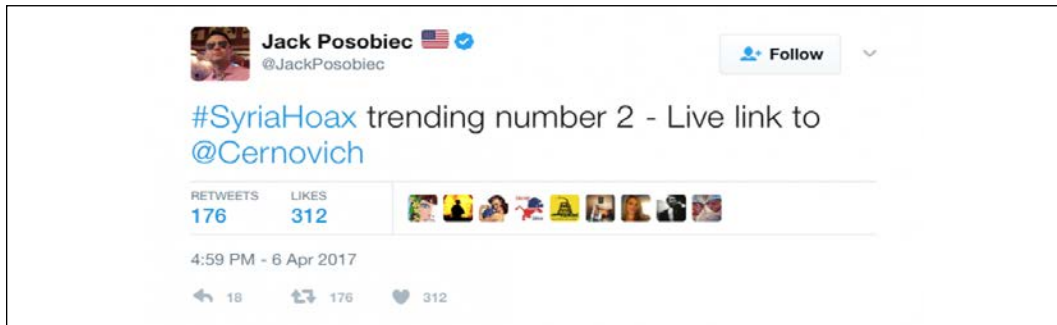 Jack Posobiec
@JackPosobiec
Follow
#SyriaHoax trending number 2 - Live link to
@Cernovich
RETWEETS LIKES
176 312
4:59 PM - 6 Apr 2017
18 176 312